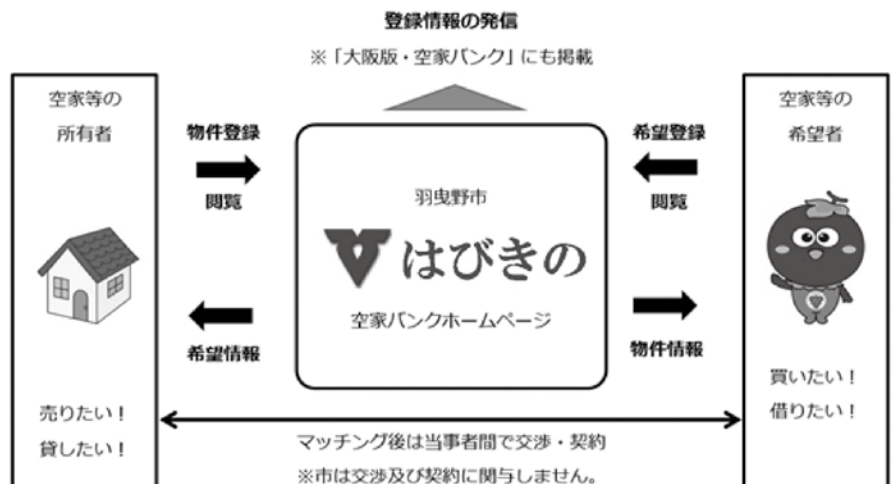 登録情報の発信
※「大阪版・空家バンク」にも掲載
空家等の
所有者
売りたい！
貸したい！
物件登録
閲覧
希望情報
羽曳野市
はびきの
空家バンクホームページ
希望登録
閲覧
物件情報
空家等の
希望者
買いたい！
借りたい！
マッチング後は当事者間で交渉・契約
※市は交渉及び契約に関与しません。